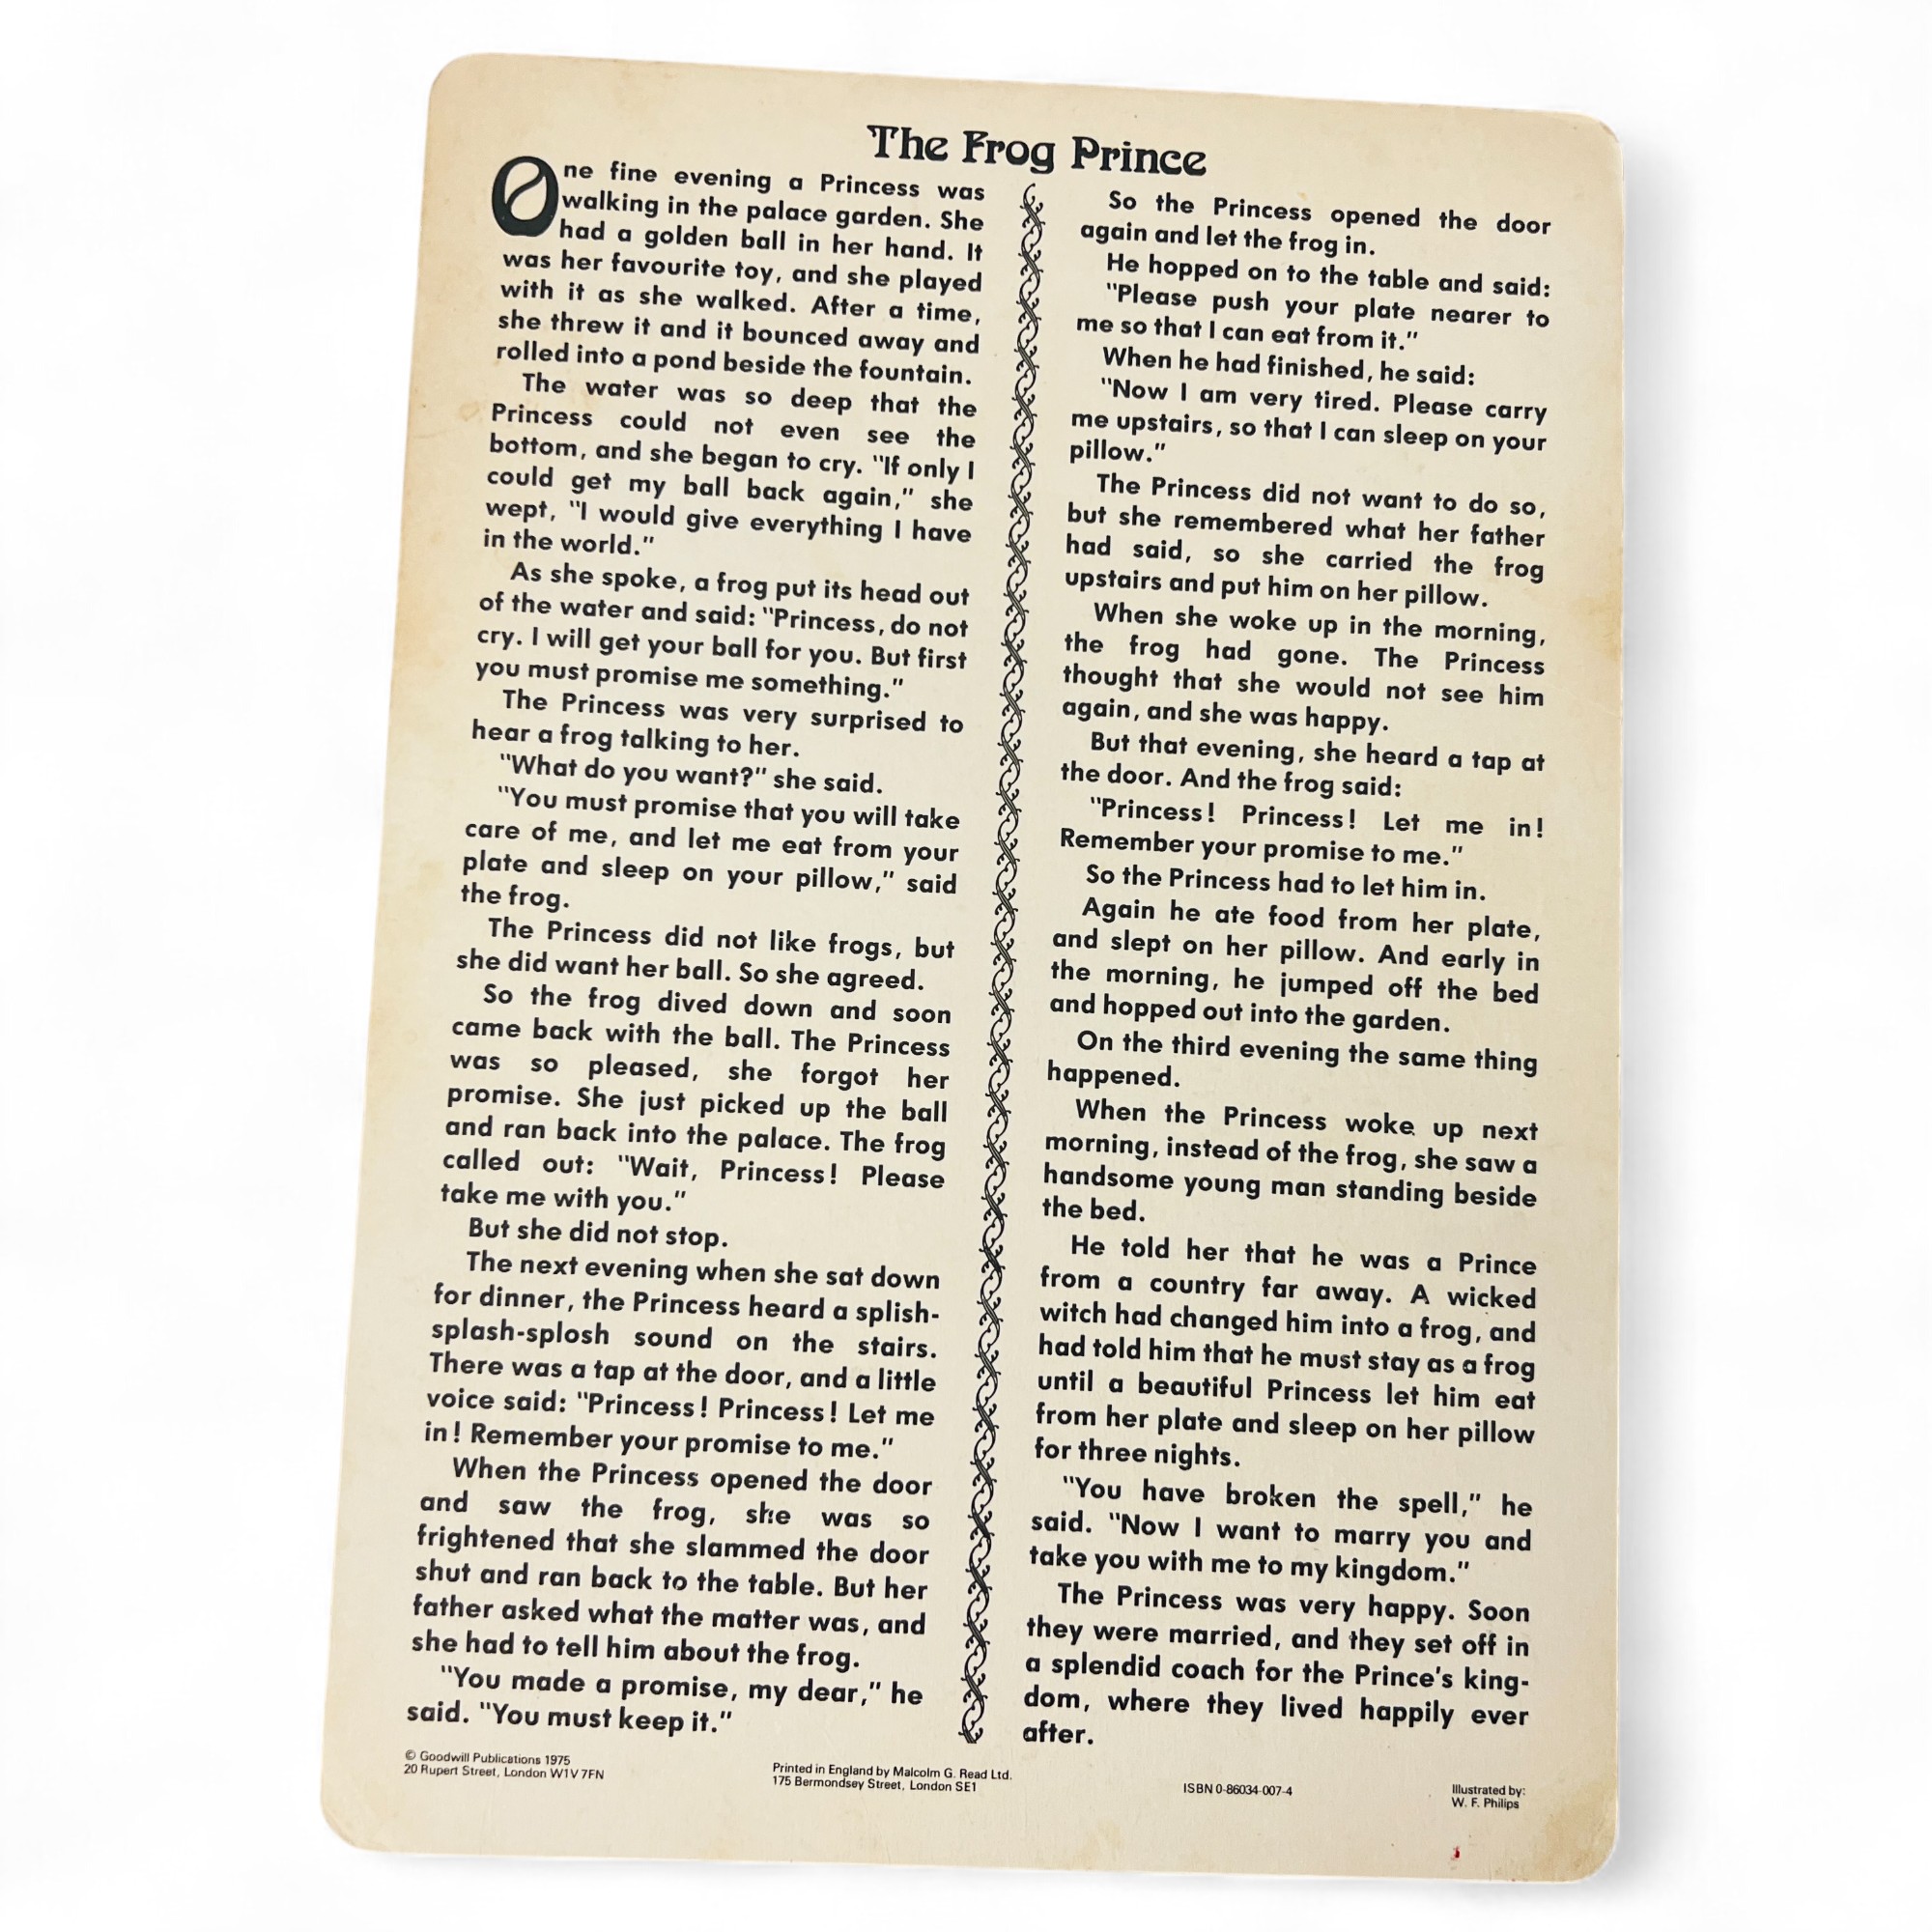 The Frog Prince
One fine evening a Princess was
walking in the palace garden. She
had a golden ball in her hand. It
was her favourite toy, and she played
with it as she walked. After a time,
she threw it and it bounced away and
rolled into a pond beside the fountain.
The water was so deep that the
Princess could not even see the
bottom, and she began to cry. "If only I
could get my ball back again," she
wept, "I would give everything I have
in the world."
As she spoke, a frog put its head out
of the water and said: "Princess, do not
cry. I will get your ball for you. But first
you must promise me something."
The Princess was very surprised to
hear a frog talking to her.
"What do you want?" she said.
"You must promise that you will take
care of me, and let me eat from your
plate and sleep on your pillow," said
the frog.
The Princess did not like frogs, but
she did want her ball. So she agreed.
So the frog dived down and soon
came back with the ball. The Princess
was so pleased, she forgot her
promise. She just picked up the ball
and ran back into the palace. The frog
called out: "Wait, Princess! Please
take me with you."
But she did not stop.
The next evening when she sat down
for dinner, the Princess heard a splish-
splash-splosh sound on the stairs.
There was a tap at the door, and a little
voice said: "Princess! Princess! Let me
in! Remember your promise to me."
When the Princess opened the door
and saw the frog, she was so
frightened that she slammed the door
shut and ran back to the table. But her
father asked what the matter was, and
she had to tell him about the frog.
"You made a promise, my dear," he
said. "You must keep it."
So the Princess opened the door
again and let the frog in.
He hopped on to the table and said:
"Please push your plate nearer to
me so that I can eat from it."
When he had finished, he said:
"Now I am very tired. Please carry
me upstairs, so that I can sleep on your
pillow."
The Princess did not want to do so,
but she remembered what her father
had said, so she carried the frog
upstairs and put him on her pillow.
When she woke up in the morning,
the frog had gone. The Princess
thought that she would not see him
again, and she was happy.
But that evening, she heard a tap at
the door. And the frog said:
"Princess! Princess! Let me in!
Remember your promise to me."
So the Princess had to let him in.
Again he ate food from her plate,
and slept on her pillow. And early in
the morning, he jumped off the bed
and hopped out into the garden.
On the third evening the same thing
happened.
When the Princess woke up next
morning, instead of the frog, she saw a
handsome young man standing beside
the bed.
He told her that he was a Prince
from a country far away. A wicked
witch had changed him into a frog, and
had told him that he must stay as a frog
until a beautiful Princess let him eat
from her plate and sleep on her pillow
for three nights.
"You have broken the spell," he
said. "Now I want to marry you and
take you with me to my kingdom."
The Princess was very happy. Soon
they were married, and they set off in
a splendid coach for the Prince's king-
dom, where they lived happily ever
after.
© Goodwill Publications 1975
20 Rupert Street, London W1V 7FN
Printed in England by Malcolm G. Read Ltd.
175 Bermondsey Street, London SE1
ISBN 0-86034-007-4
Illustrated by:
W. F. Philips